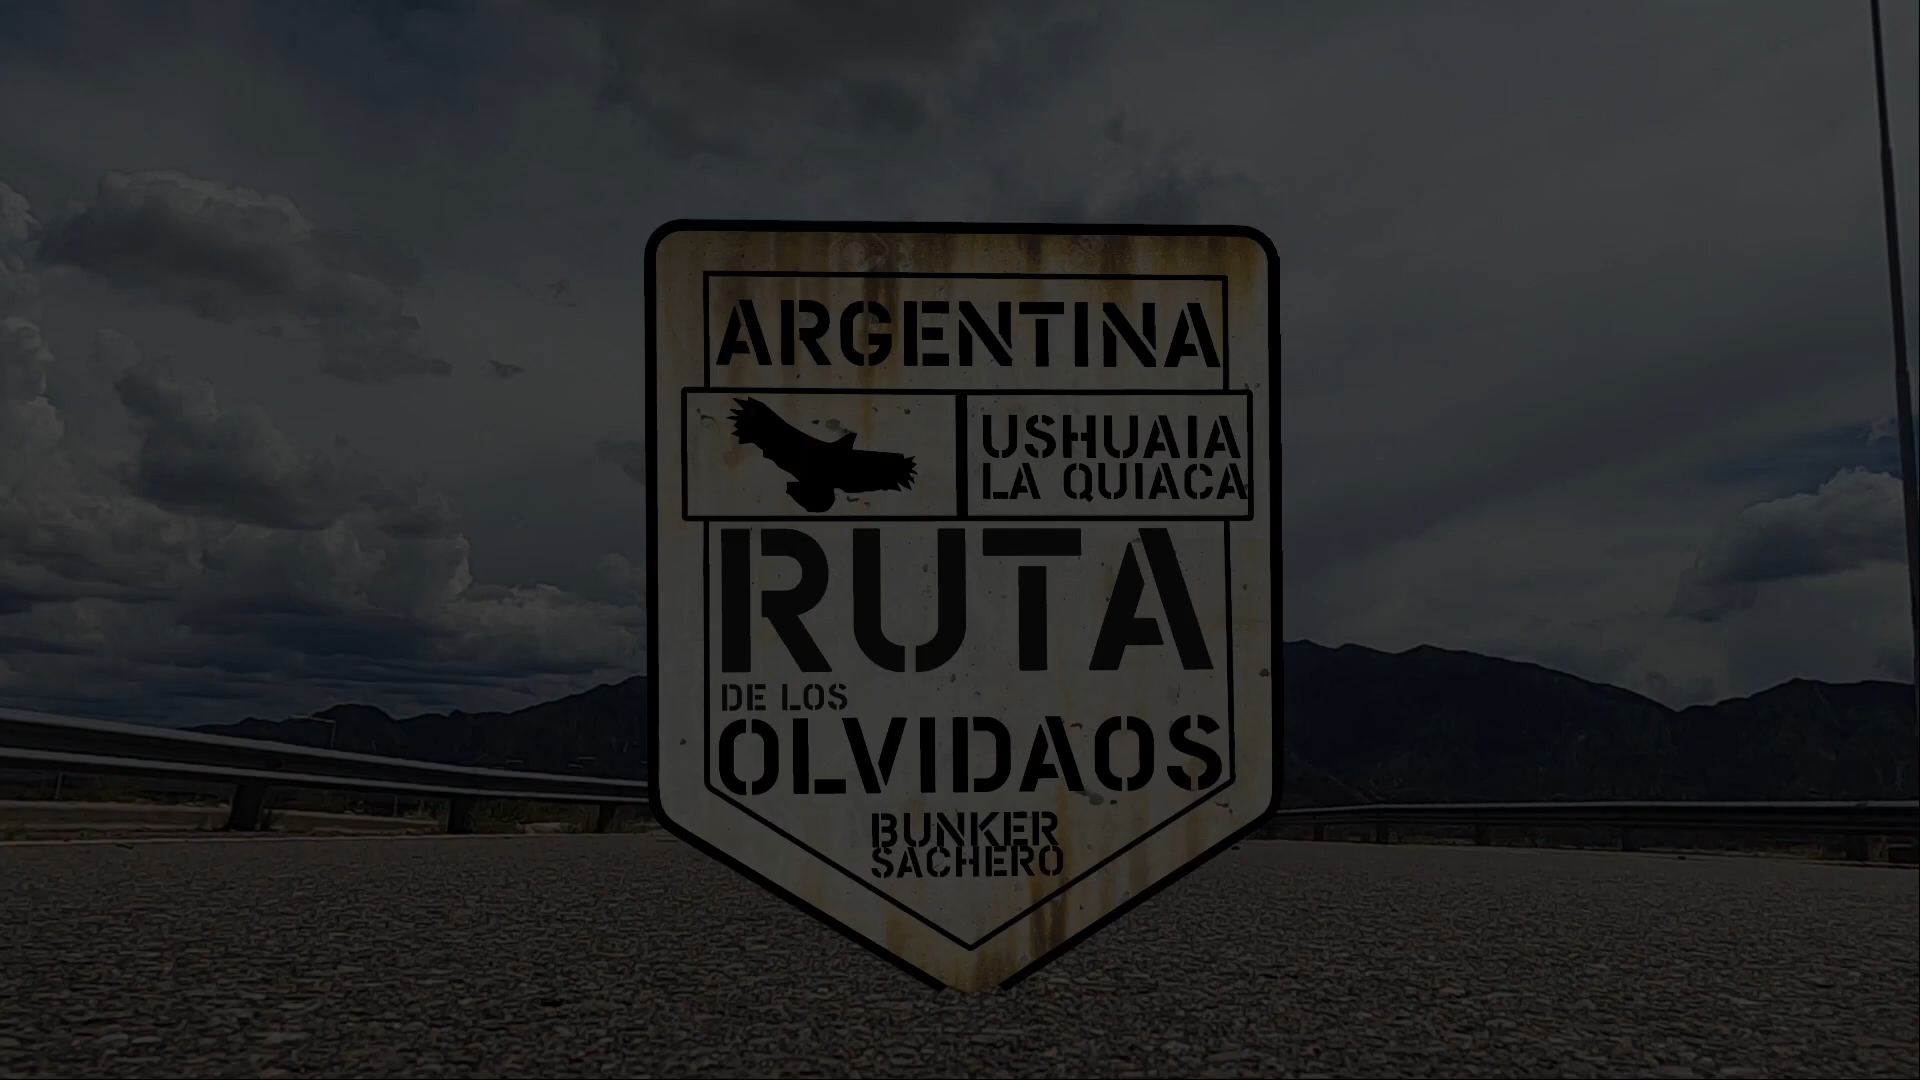 ARGENTINA
USHUAIA
LA QUIACA
RUTA
DE LOS
OLVIDAOS
BUNKER
SACHERO